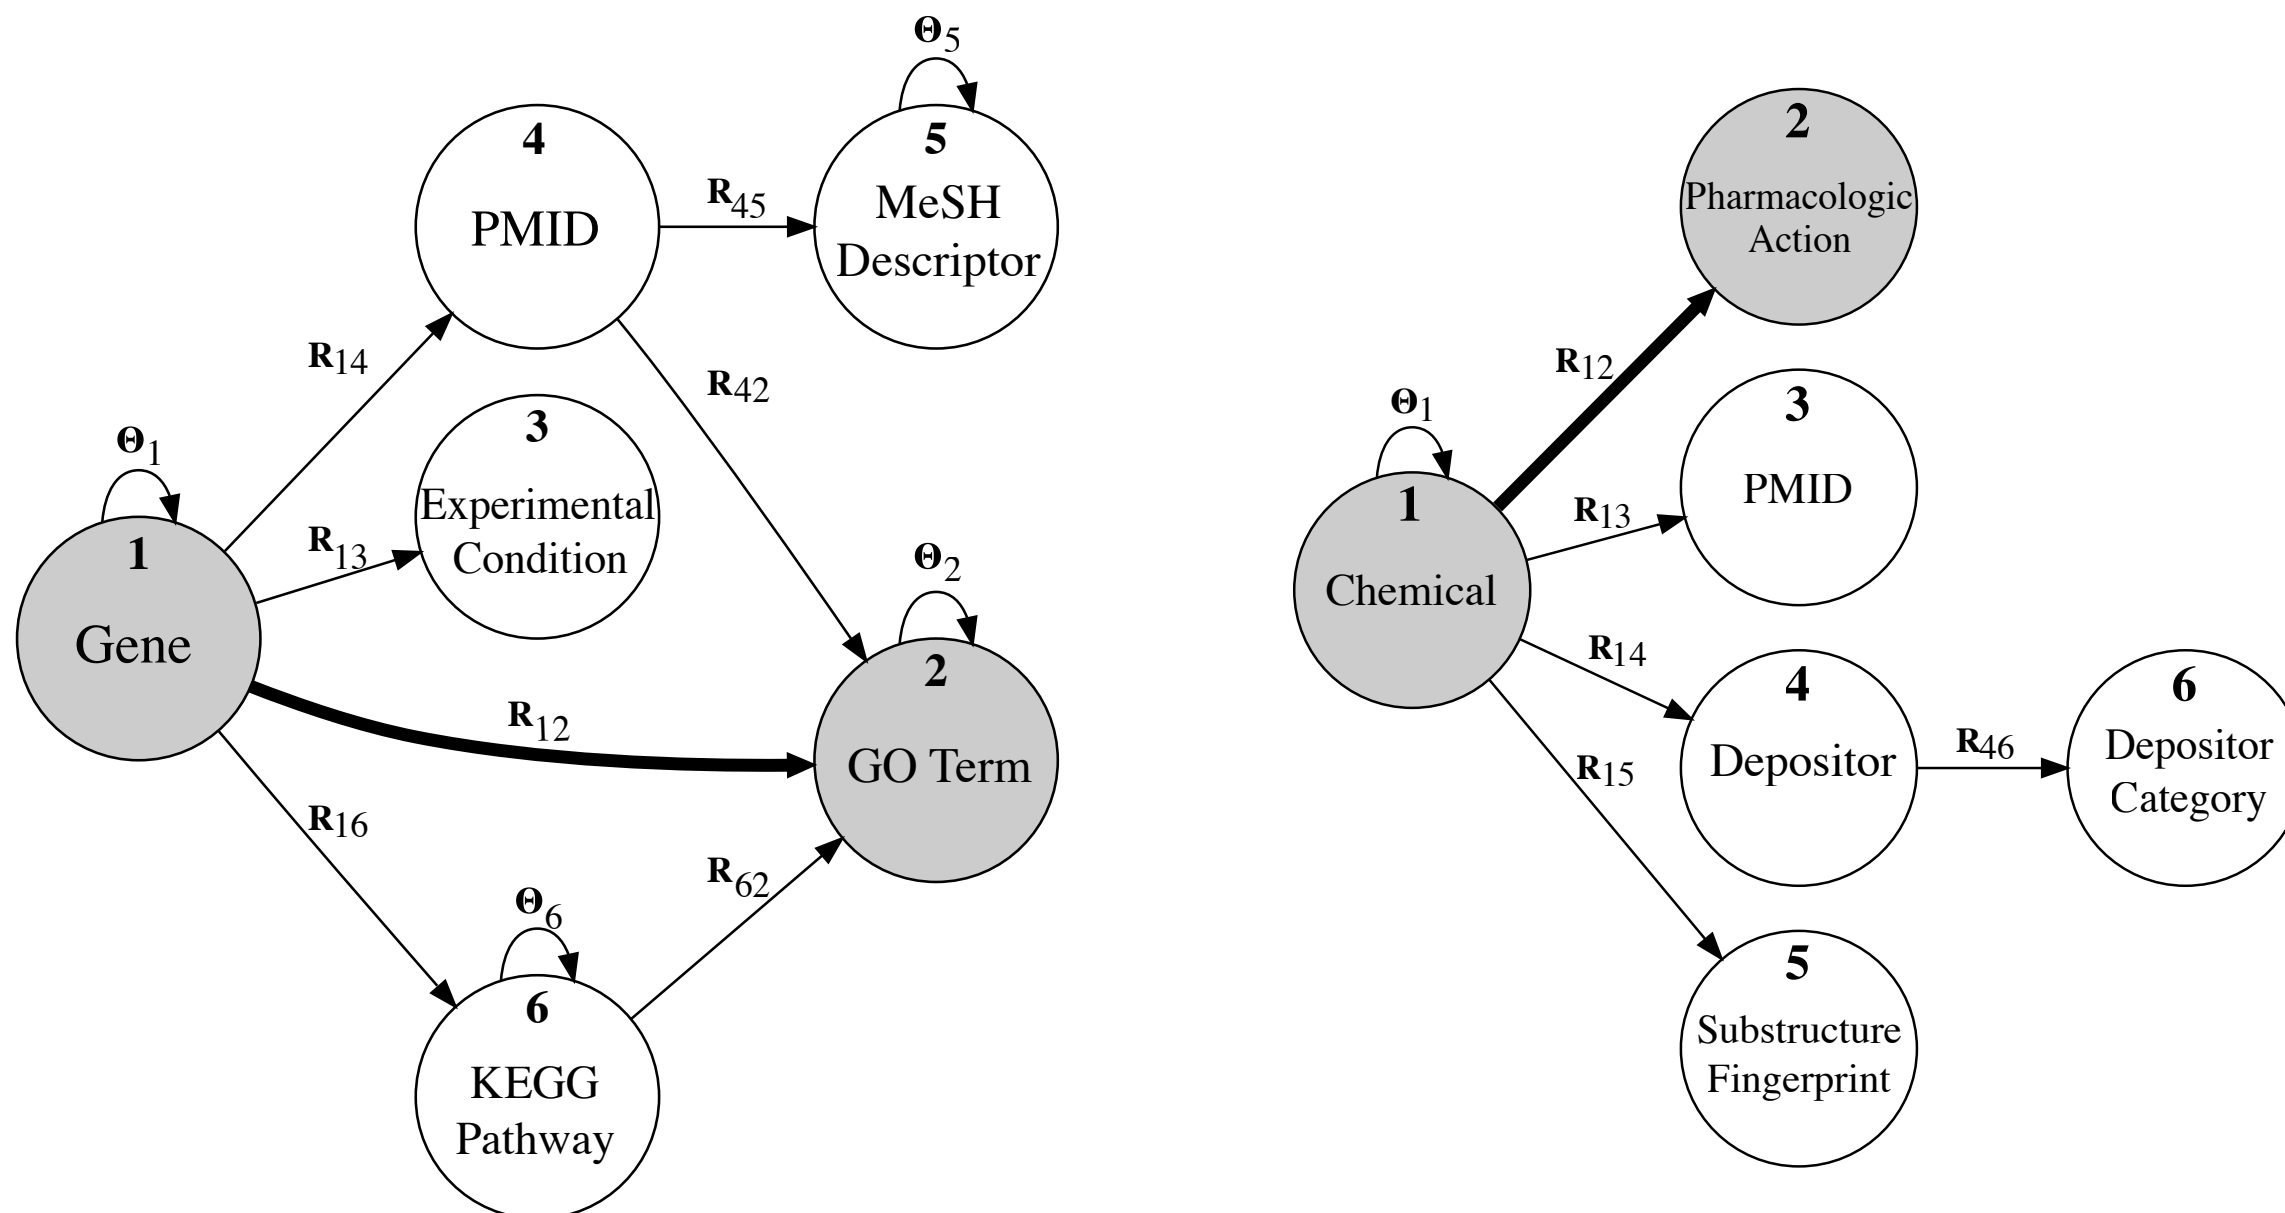 Θ5
4
PMID
R45
5
MeSH
Descriptor
R14
R42
Θ1
1
Gene
R13
3
Experimental
Condition
R12
Θ2
2
GO Term
R16
R62
Θ6
6
KEGG
Pathway
2
Pharmacologic
Action
R12
Θ1
1
Chemical
R13
3
PMID
R14
4
Depositor
R46
6
Depositor
Category
R15
5
Substructure
Fingerprint